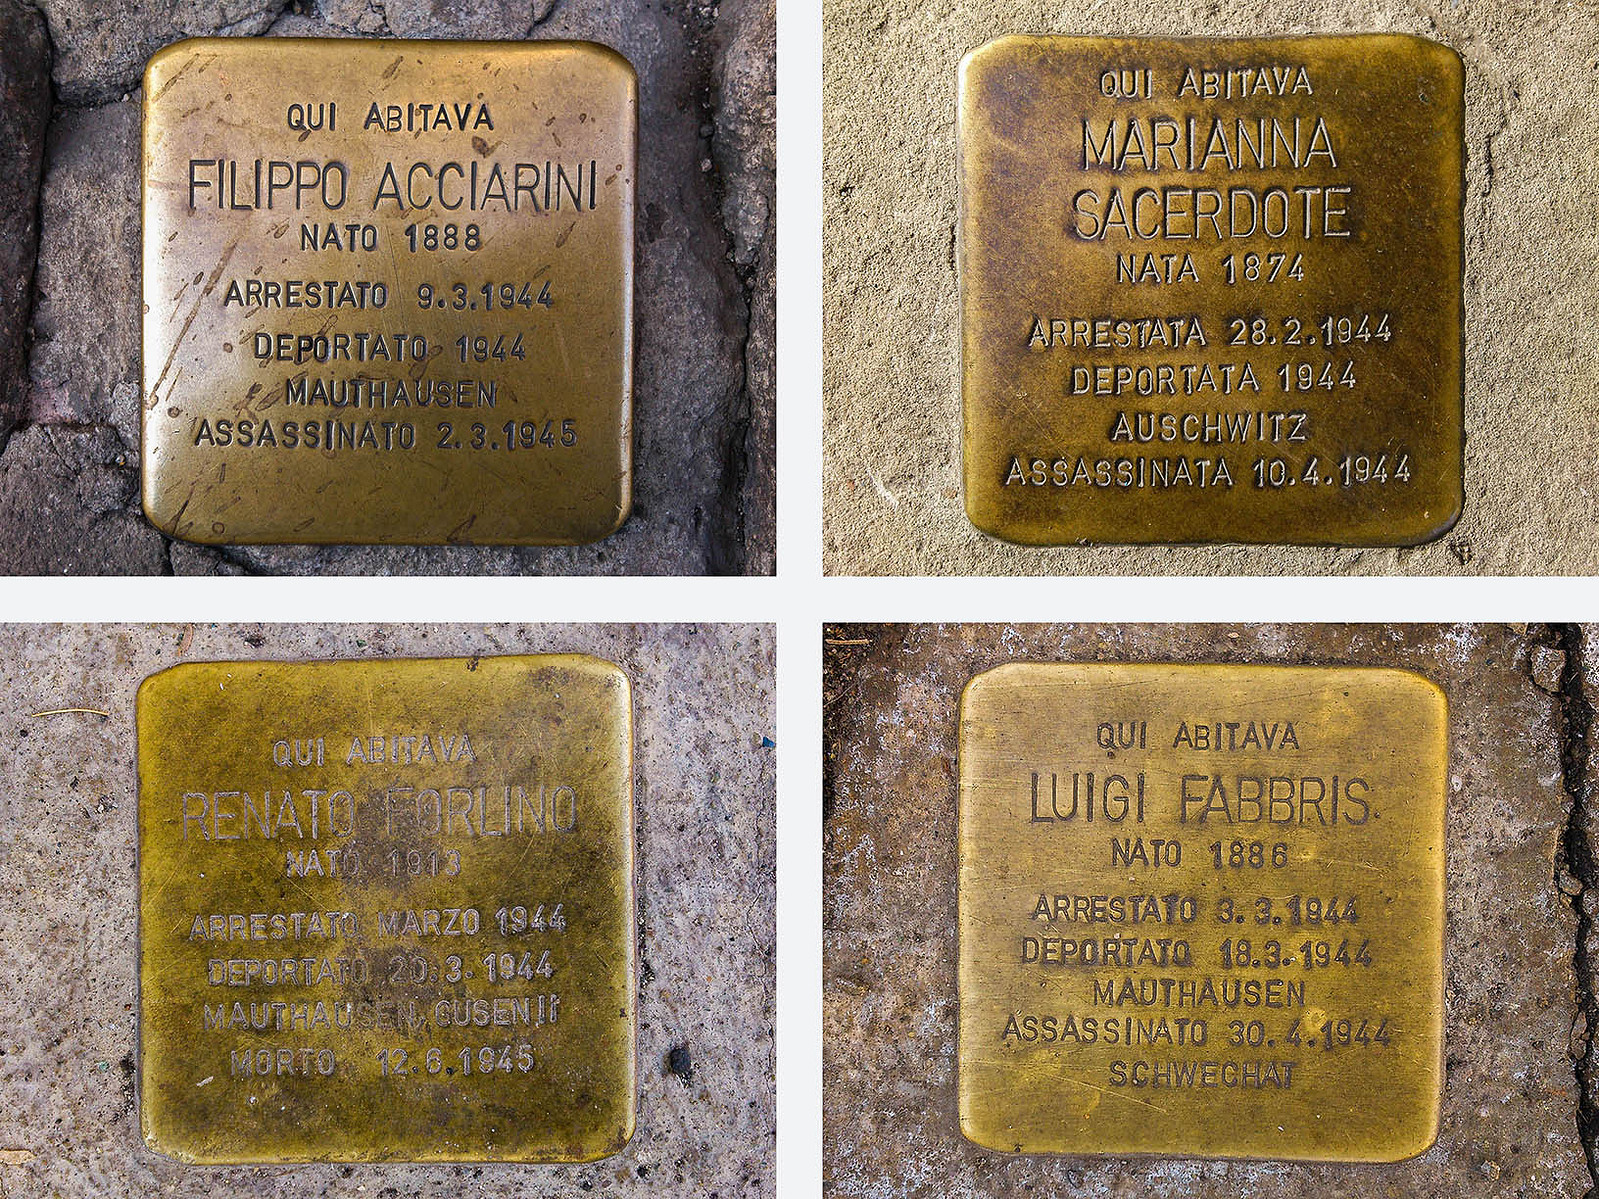 QUI ABITAVA
FILIPPO ACCIARINI
NATO 1888
ARRESTATO 9.3.1944
DEPORTATO 1944
MAUTHAUSEN
ASSASSINATO 2.3.1945
QUI ABITAVA
MARIANNA
SACERDOTE
NATA 1874
ARRESTATA 28.2.1944
DEPORTATA 1944
AUSCHWITZ
ASSASSINATA 10.4.1944
QUI ABITAVA
RENATO FORLINO
NATO 1913
ARRESTATO MARZO 1944
DEPORTATO 20.3.1944
MAUTHAUSEN, GUSEN II
MORTO 12.6.1945
QUI ABITAVA
LUIGI FABBRIS
NATO 1886
ARRESTATO 3.3.1944
DEPORTATO 18.3.1944
MAUTHAUSEN
ASSASSINATO 30.4.1944
SCHWECHAT